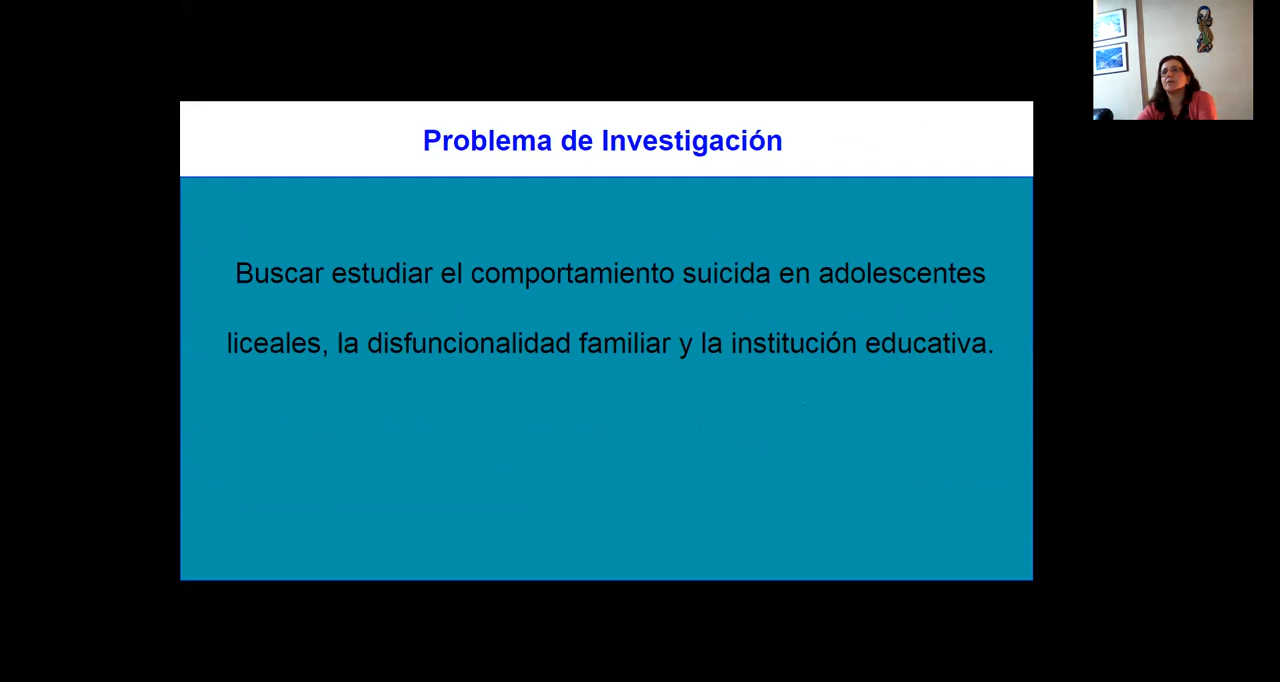 Problema de Investigación
Buscar estudiar el comportamiento suicida en adolescentes
liceales, la disfuncionalidad familiar y la institución educativa.